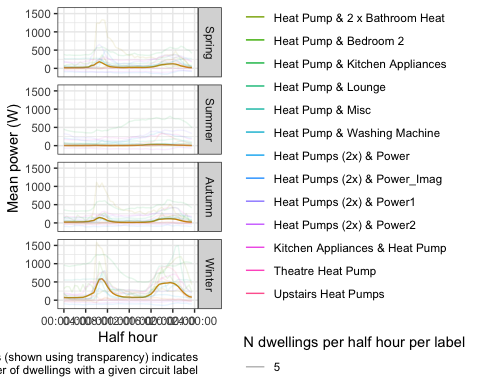 1500
1000
500
0
Spring
1500
1000
500
0
Summer
1500
1000
500
0
Autumn
1500
1000
500
0
Winter
Mean power (W)
Half hour
s (shown using transparency) indicates
er of dwellings with a given circuit label
Heat Pump & 2 x Bathroom Heat
Heat Pump & Bedroom 2
Heat Pump & Kitchen Appliances
Heat Pump & Lounge
Heat Pump & Misc
Heat Pump & Washing Machine
Heat Pumps (2x) & Power
Heat Pumps (2x) & Power_Imag
Heat Pumps (2x) & Power1
Heat Pumps (2x) & Power2
Kitchen Appliances & Heat Pump
Theatre Heat Pump
Upstairs Heat Pumps
N dwellings per half hour per label
5